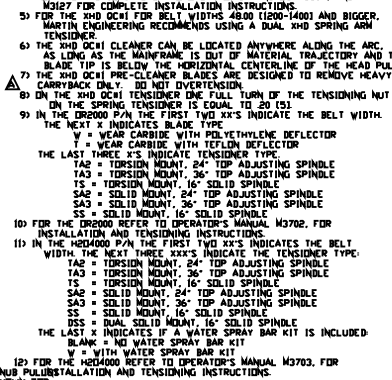 M3127 FOR COMPLETE INSTALLATION INSTRUCTIONS.
5) FOR THE XHD QC#1 FOR BELT WIDTHS 48.00 (1200-1400) AND BIGGER,
MARTIN ENGINEERING RECOMMENDS USING A DUAL XHD SPRING ARM
TENSIONER.
6) THE XHD QC#1 CLEANER CAN BE LOCATED ANYWHERE ALONG THE ARC,
AS LONG AS THE MAINFRAME IS OUT OF MATERIAL TRAJECTORY AND T
BLADE TIP IS BELOW THE HORIZONTAL CENTERLINE OF THE HEAD PUL
7) THE XHD QC#1 PRE-CLEANER BLADES ARE DESIGNED TO REMOVE HEAVY
CARRYBACK ONLY. DO NOT OVERTENSION.
8) ON THE XHD QC#1 TENSIONER ONE FULL TURN OF THE TENSIONING NUT
ON THE SPRING TENSIONER IS EQUAL TO .20 (5).
9) IN THE DR2000 P/N THE FIRST TWO XX'S INDICATE THE BELT WIDTH.
THE NEXT X INDICATES BLADE TYPE
W = WEAR CARBIDE WITH POLYETHYLENE DEFLECTOR
T = WEAR CARBIDE WITH TEFLON DEFLECTOR
THE LAST THREE X'S INDICATE TENSIONER TYPE.
TA2 = TORSION MOUNT, 24" TOP ADJUSTING SPINDLE
TA3 = TORSION MOUNT, 36" TOP ADJUSTING SPINDLE
TS = TORSION MOUNT, 16" SOLID SPINDLE
SA2 = SOLID MOUNT, 24" TOP ADJUSTING SPINDLE
SA3 = SOLID MOUNT, 36" TOP ADJUSTING SPINDLE
SS = SOLID MOUNT, 16" SOLID SPINDLE
10) FOR THE DR2000 REFER TO OPERATOR'S MANUAL M3702, FOR
INSTALLATION AND TENSIONING INSTRUCTIONS.
11) IN THE H2O4000 P/N THE FIRST TWO XX'S INDICATES THE BELT
WIDTH. THE NEXT THREE XXX'S INDICATE THE TENSIONER TYPE:
TA2 = TORSION MOUNT, 24" TOP ADJUSTING SPINDLE
TA3 = TORSION MOUNT, 36" TOP ADJUSTING SPINDLE
TS = TORSION MOUNT, 16" SOLID SPINDLE
SA2 = SOLID MOUNT, 24" TOP ADJUSTING SPINDLE
SA3 = SOLID MOUNT, 36" TOP ADJUSTING SPINDLE
SS = SOLID MOUNT, 16" SOLID SPINDLE
DSS = DUAL SOLID MOUNT, 16" SOLID SPINDLE
THE LAST X INDICATES IF A WATER SPRAY BAR KIT IS INCLUDED:
BLANK = NO WATER SPRAY BAR KIT
W = WITH WATER SPRAY BAR KIT
12) FOR THE H2O4000 REFER TO OPERATOR'S MANUAL M3703, FOR
INSTALLATION AND TENSIONING INSTRUCTIONS.